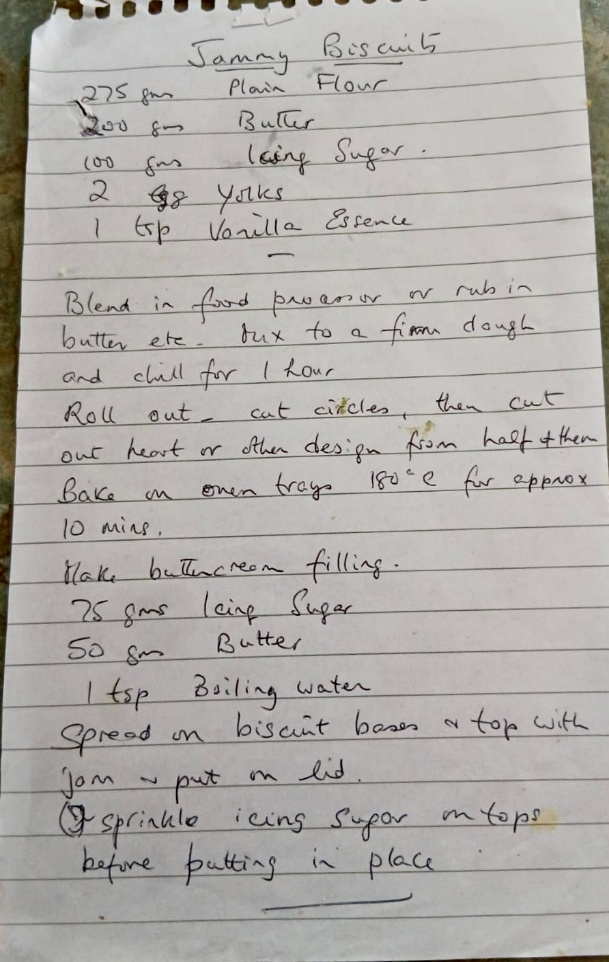 Jammy Biscuits
275 gms Plain Flour
200 gms Butter
100 gms Icing Sugar.
2 egg yolks
1 tsp Vanilla Essence
Blend in food processor or rub in
butter etc. Mix to a firm dough
and chill for 1 hour
Roll out - cut circles, then cut
out heart or other design from half of them
Bake on oven trays 180°C for approx
10 mins.
Make buttercream filling.
75 gms Icing Sugar
50 gms Butter
1 tsp Boiling water
Spread on biscuit bases & top with
jam & put on lid.
(I sprinkle icing sugar on tops
before putting in place